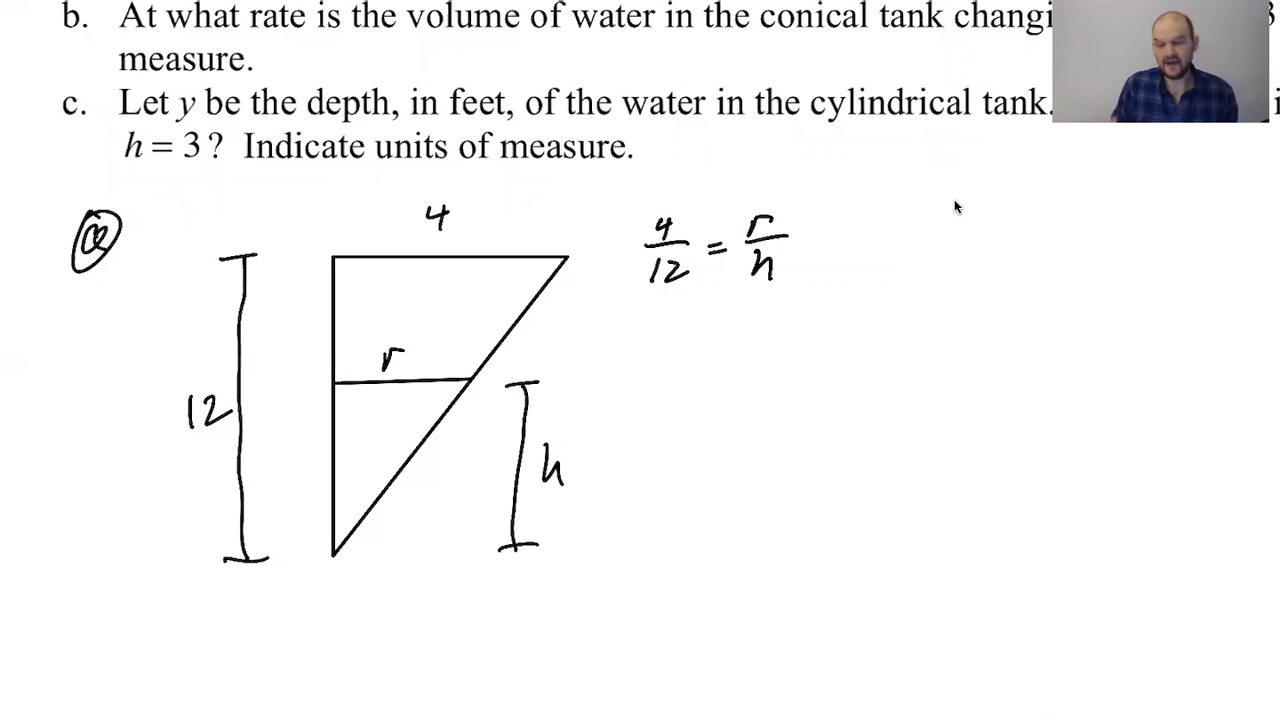 b. At what rate is the volume of water in the conical tank changi
measure.
c. Let y be the depth, in feet, of the water in the cylindrical tank.
h = 3? Indicate units of measure.
a
4
4/12 = r/h
r
12
h